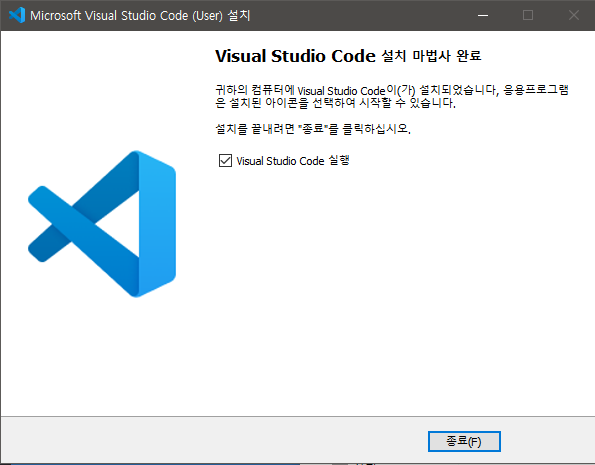 Microsoft Visual Studio Code (User) 설치
Visual Studio Code 설치 마법사 완료
귀하의 컴퓨터에 Visual Studio Code이(가) 설치되었습니다, 응용프로그램
은 설치된 아이콘을 선택하여 시작할 수 있습니다.
설치를 끝내려면 "종료"를 클릭하십시오.
Visual Studio Code 실행
종료(F)